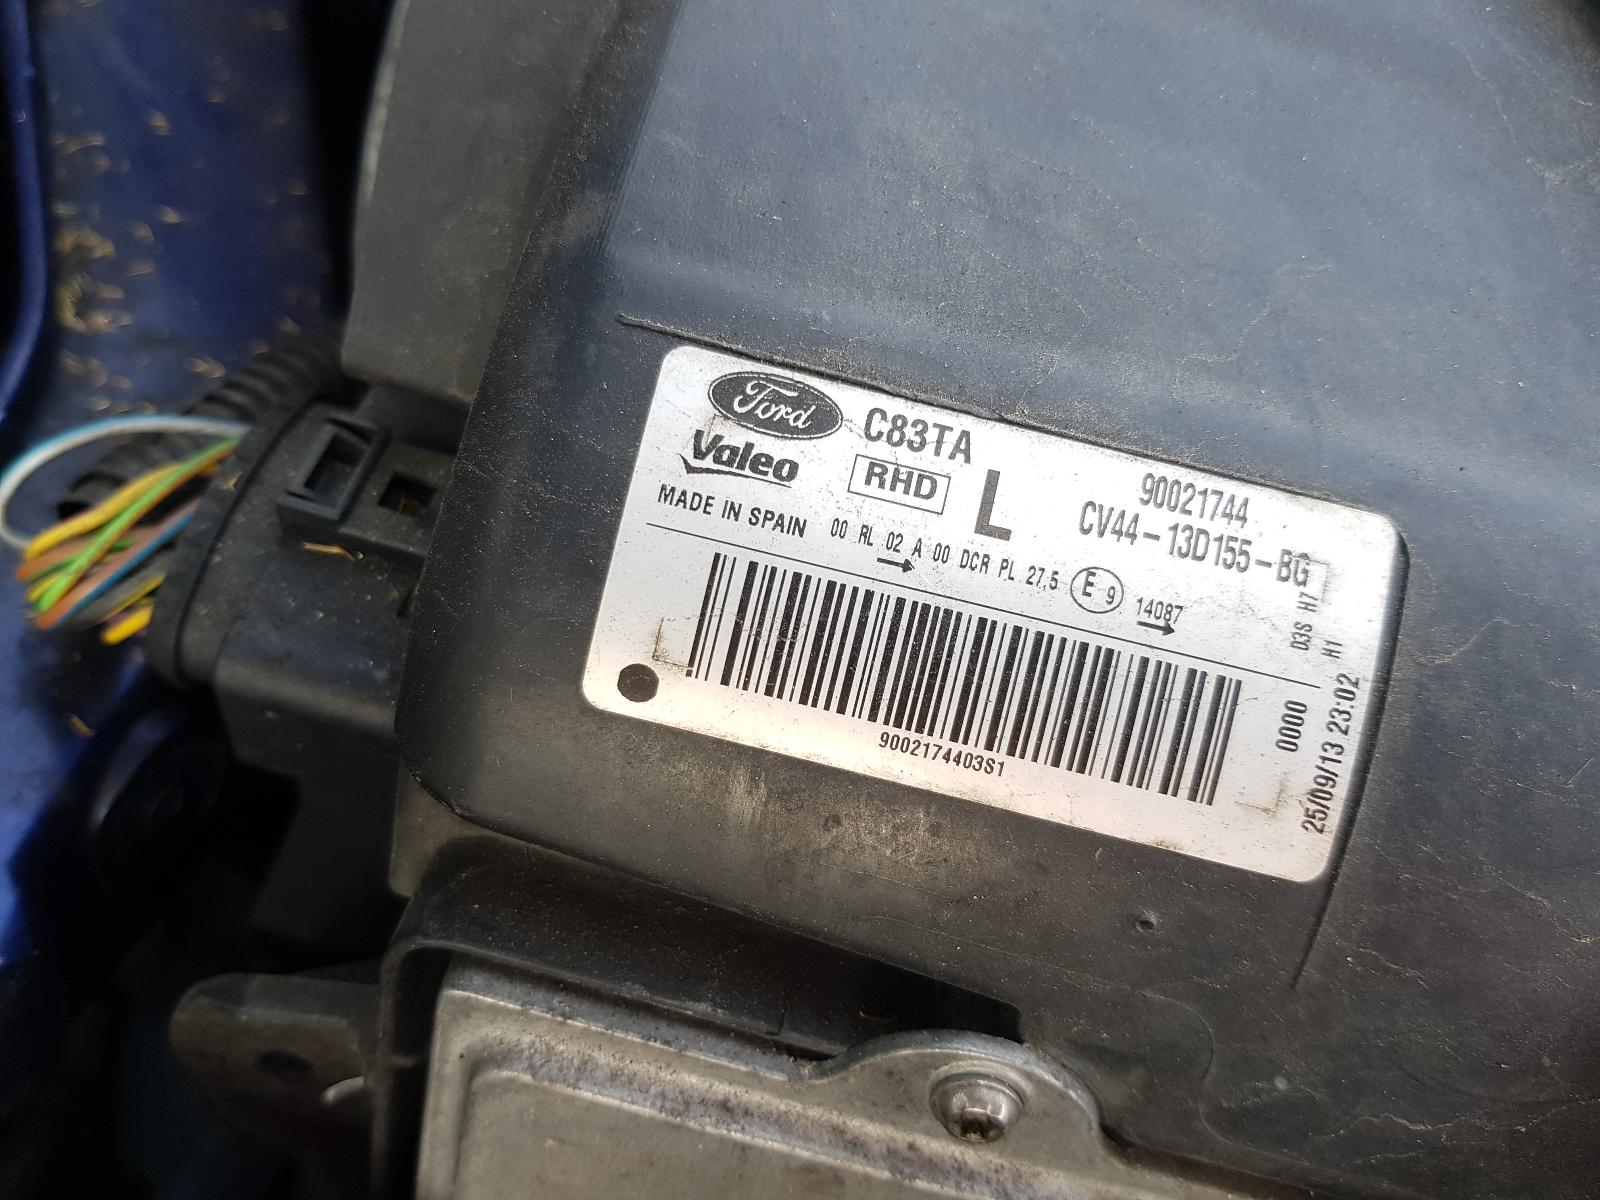 Ford C83TA
Valeo RHD L
90021744
CV44-13D155-BG
MADE IN SPAIN 00 RL 02 A 00 DCR PL 27,5 E 9 14087
D3S H7
H1
9002174403S1
0000
25/09/13 23:02